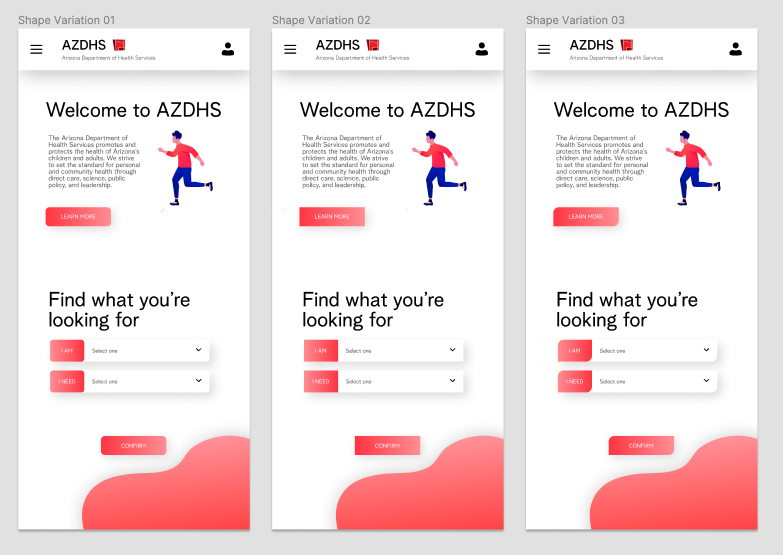 Shape Variation 01
AZDHS
Arizona Department of Health Services
Welcome to AZDHS
The Arizona Department of
Health Services promotes and
protects the health of Arizona's
children and adults. We strive
to set the standard for personal
and community health through
direct care, science, public
policy, and leadership.
LEARN MORE
Find what you're
looking for
I AM
Select one
I NEED
Select one
CONFIRM
Shape Variation 02
AZDHS
Arizona Department of Health Services
Welcome to AZDHS
The Arizona Department of
Health Services promotes and
protects the health of Arizona's
children and adults. We strive
to set the standard for personal
and community health through
direct care, science, public
policy, and leadership.
LEARN MORE
Find what you're
looking for
I AM
Select one
I NEED
Select one
CONFIRM
Shape Variation 03
AZDHS
Arizona Department of Health Services
Welcome to AZDHS
The Arizona Department of
Health Services promotes and
protects the health of Arizona's
children and adults. We strive
to set the standard for personal
and community health through
direct care, science, public
policy, and leadership.
LEARN MORE
Find what you're
looking for
I AM
Select one
I NEED
Select one
CONFIRM